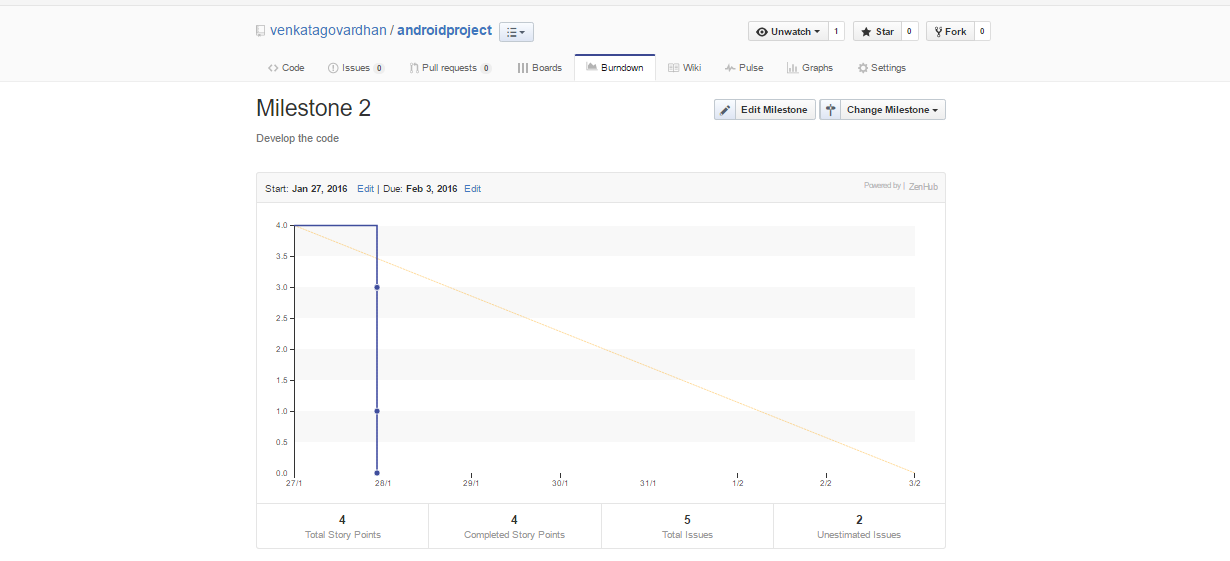 venkatagovardhan / androidproject
Unwatch 1 Star 0 Fork 0
Code Issues 0 Pull requests 0 Boards Burndown Wiki Pulse Graphs Settings
Milestone 2
Edit Milestone Change Milestone
Develop the code
Start: Jan 27, 2016 Edit | Due: Feb 3, 2016 Edit
Powered by | ZenHub
4.0
3.5
3.0
2.5
2.0
1.5
1.0
0.5
0.0
27/1 28/1 29/1 30/1 31/1 1/2 2/2 3/2
4 4 5 2
Total Story Points Completed Story Points Total Issues Unestimated Issues